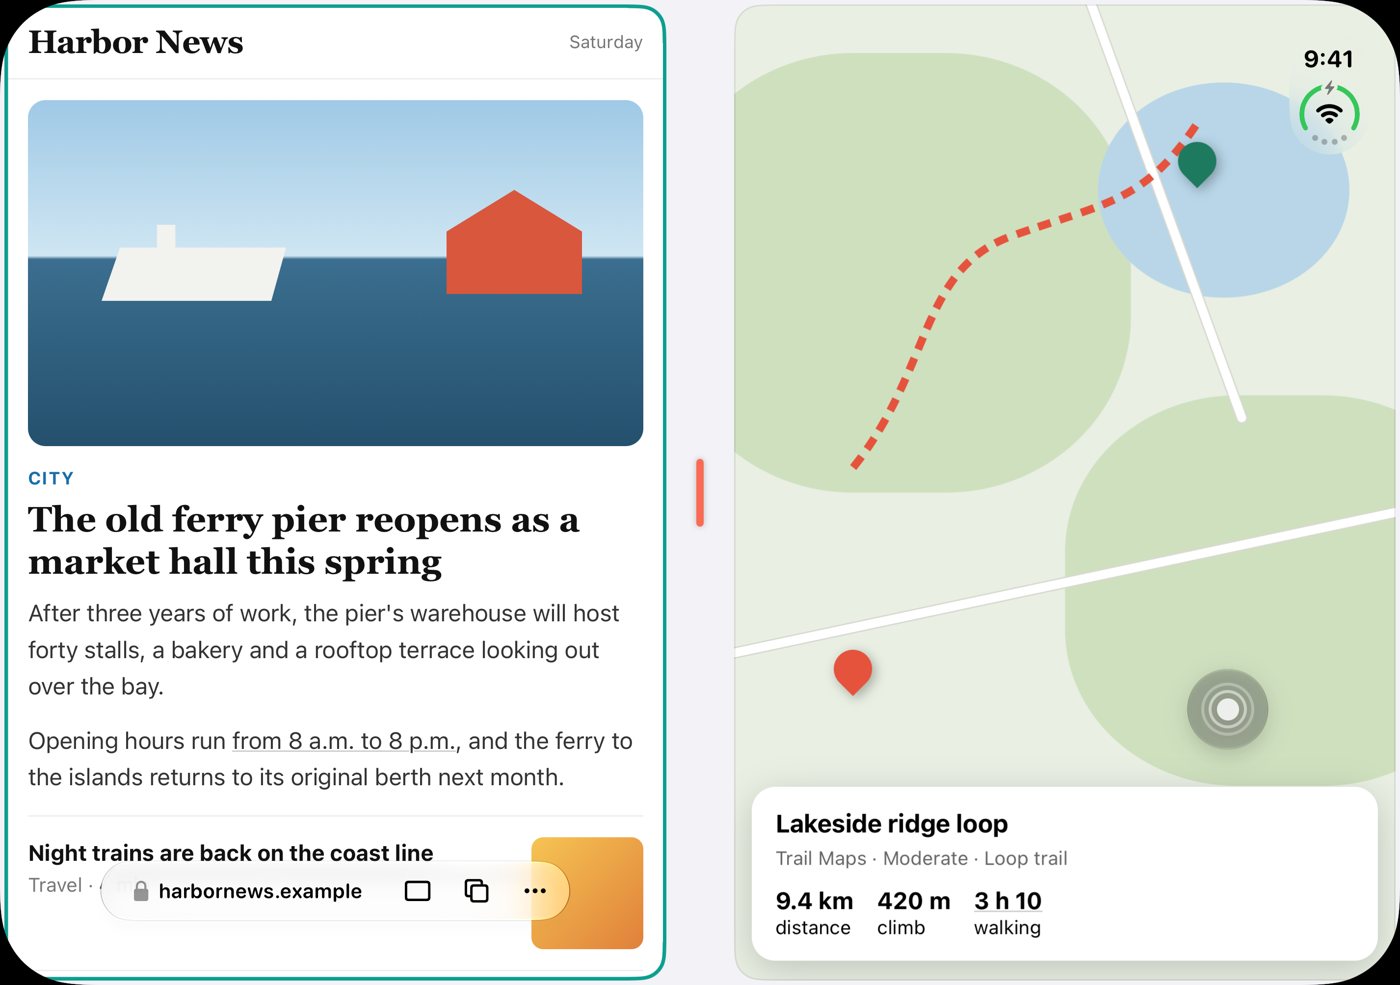 Harbor News
Saturday
CITY
The old ferry pier reopens as a
market hall this spring
After three years of work, the pier's warehouse will host
forty stalls, a bakery and a rooftop terrace looking out
over the bay.
Opening hours run from 8 a.m. to 8 p.m., and the ferry to
the islands returns to its original berth next month.
Night trains are back on the coast line
Travel ·
harbornews.example
9:41
Lakeside ridge loop
Trail Maps · Moderate · Loop trail
9.4 km 420 m 3 h 10
distance climb walking